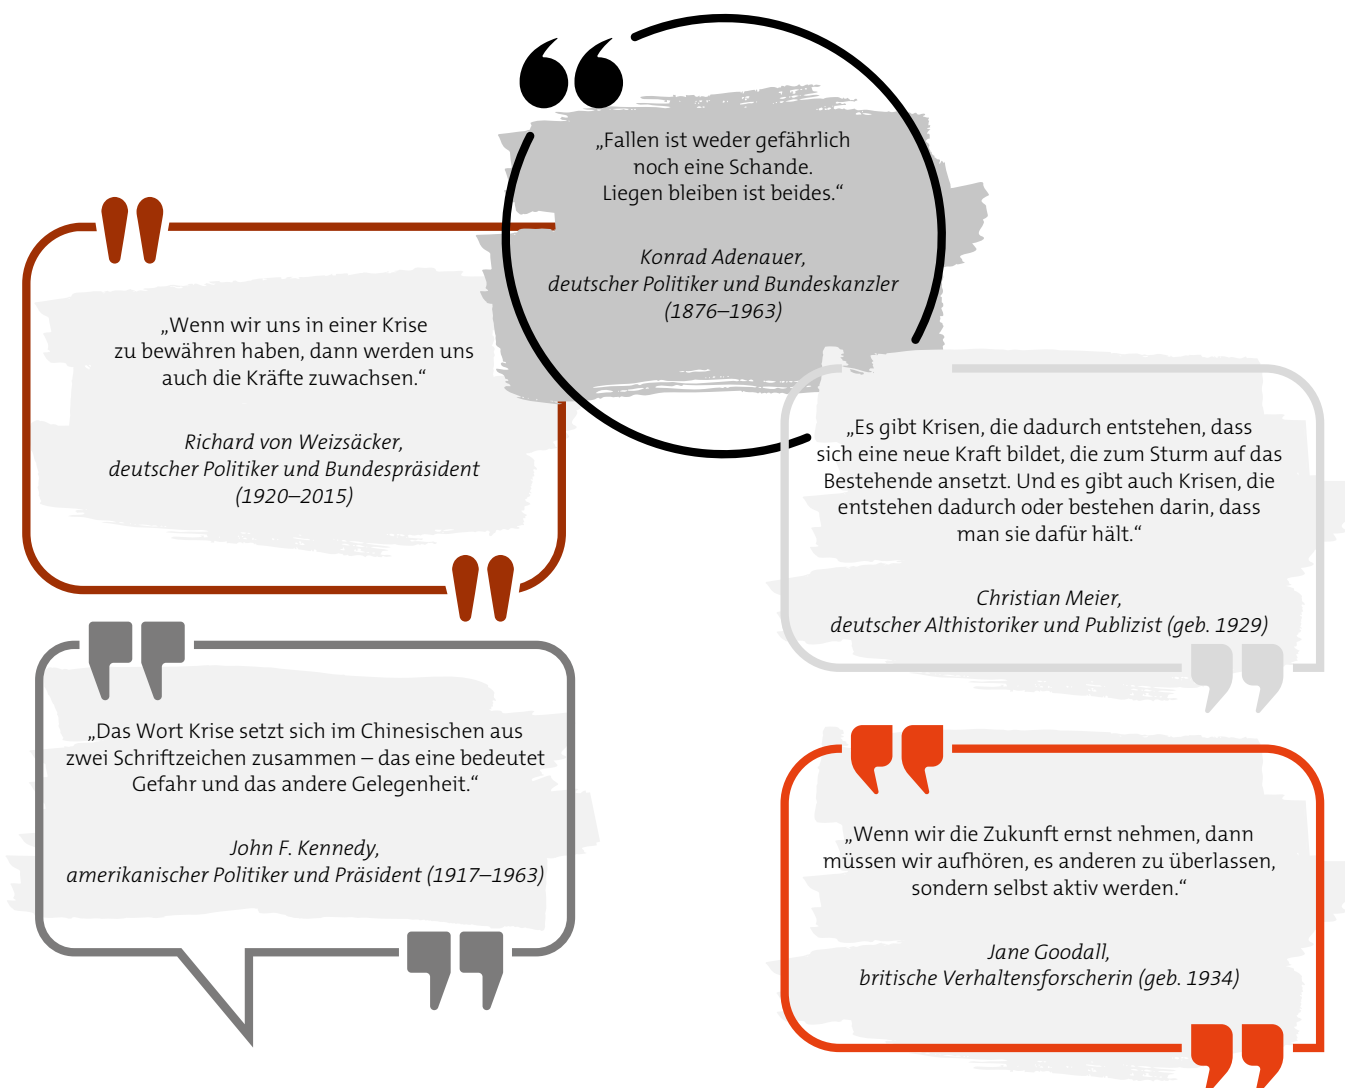 „Fallen ist weder gefährlich
noch eine Schande.
Liegen bleiben ist beides.“
Konrad Adenauer,
deutscher Politiker und Bundeskanzler
(1876–1963)
„Wenn wir uns in einer Krise
zu bewähren haben, dann werden uns
auch die Kräfte zuwachsen.“
Richard von Weizsäcker,
deutscher Politiker und Bundespräsident
(1920–2015)
„Es gibt Krisen, die dadurch entstehen, dass
sich eine neue Kraft bildet, die zum Sturm auf das
Bestehende ansetzt. Und es gibt auch Krisen, die
entstehen dadurch oder bestehen darin, dass
man sie dafür hält.“
Christian Meier,
deutscher Althistoriker und Publizist (geb. 1929)
„Das Wort Krise setzt sich im Chinesischen aus
zwei Schriftzeichen zusammen – das eine bedeutet
Gefahr und das andere Gelegenheit.“
John F. Kennedy,
amerikanischer Politiker und Präsident (1917–1963)
„Wenn wir die Zukunft ernst nehmen, dann
müssen wir aufhören, es anderen zu überlassen,
sondern selbst aktiv werden.“
Jane Goodall,
britische Verhaltensforscherin (geb. 1934)